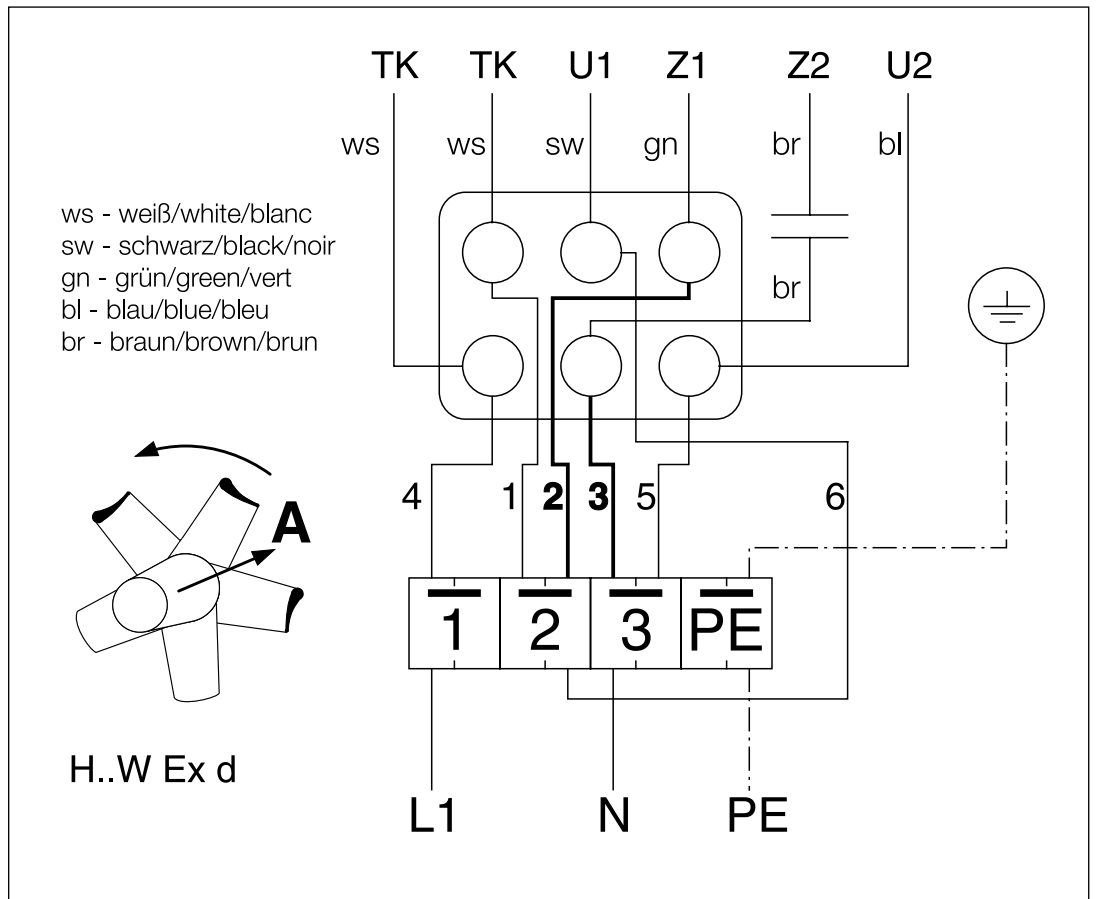 TK TK U1 Z1 Z2 U2
ws ws sw gn br bl
ws - weiß/white/blanc
sw - schwarz/black/noir
gn - grün/green/vert
bl - blau/blue/bleu
br - braun/brown/brun
br
4 1 2 3 5 6
A
1 2 3 PE
H..W Ex d
L1 N PE